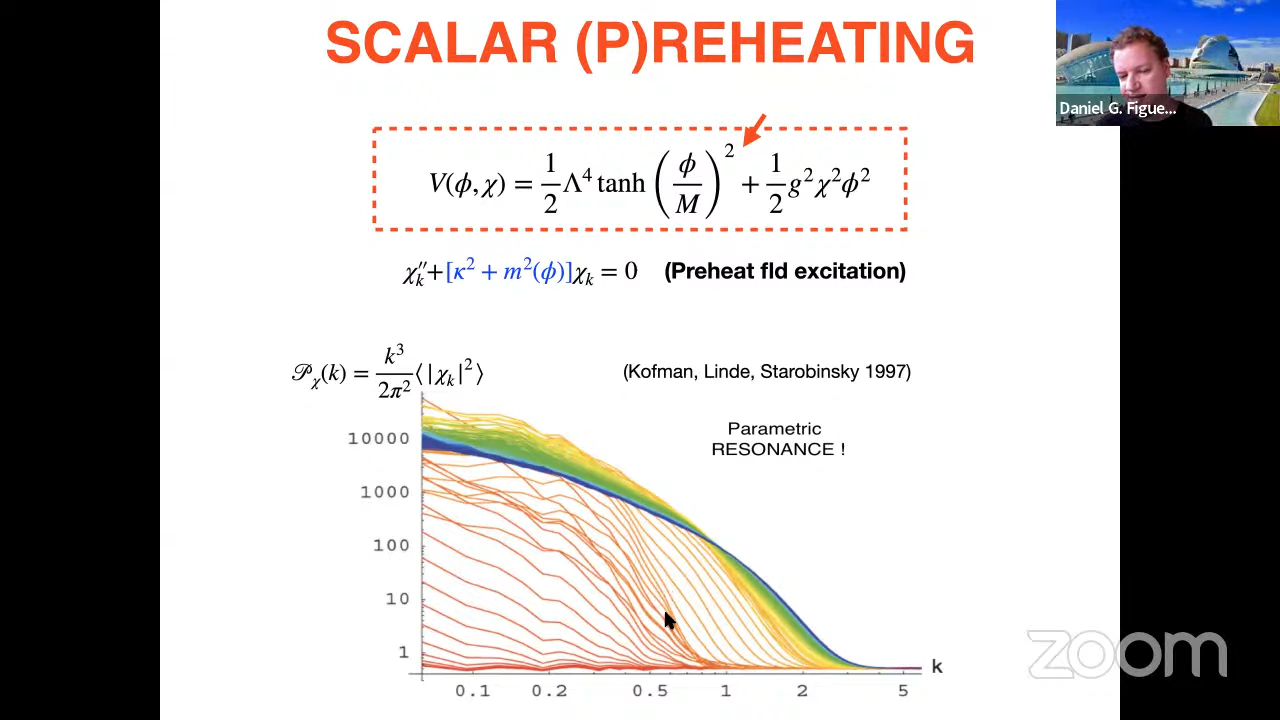 SCALAR (P)REHEATING
Daniel G. Figue...
V(ϕ, χ) = 1/2 Λ⁴ tanh (ϕ/M)² + 1/2 g²χ²ϕ²
χₖ″+[κ² + m²(ϕ)]χₖ = 0 (Preheat fld excitation)
𝒫ᵪ(k) = k³/2π² ⟨|χₖ|²⟩ (Kofman, Linde, Starobinsky 1997)
Parametric
RESONANCE !
10000
1000
100
10
1
k
0.1 0.2 0.5 1 2 5
zoom